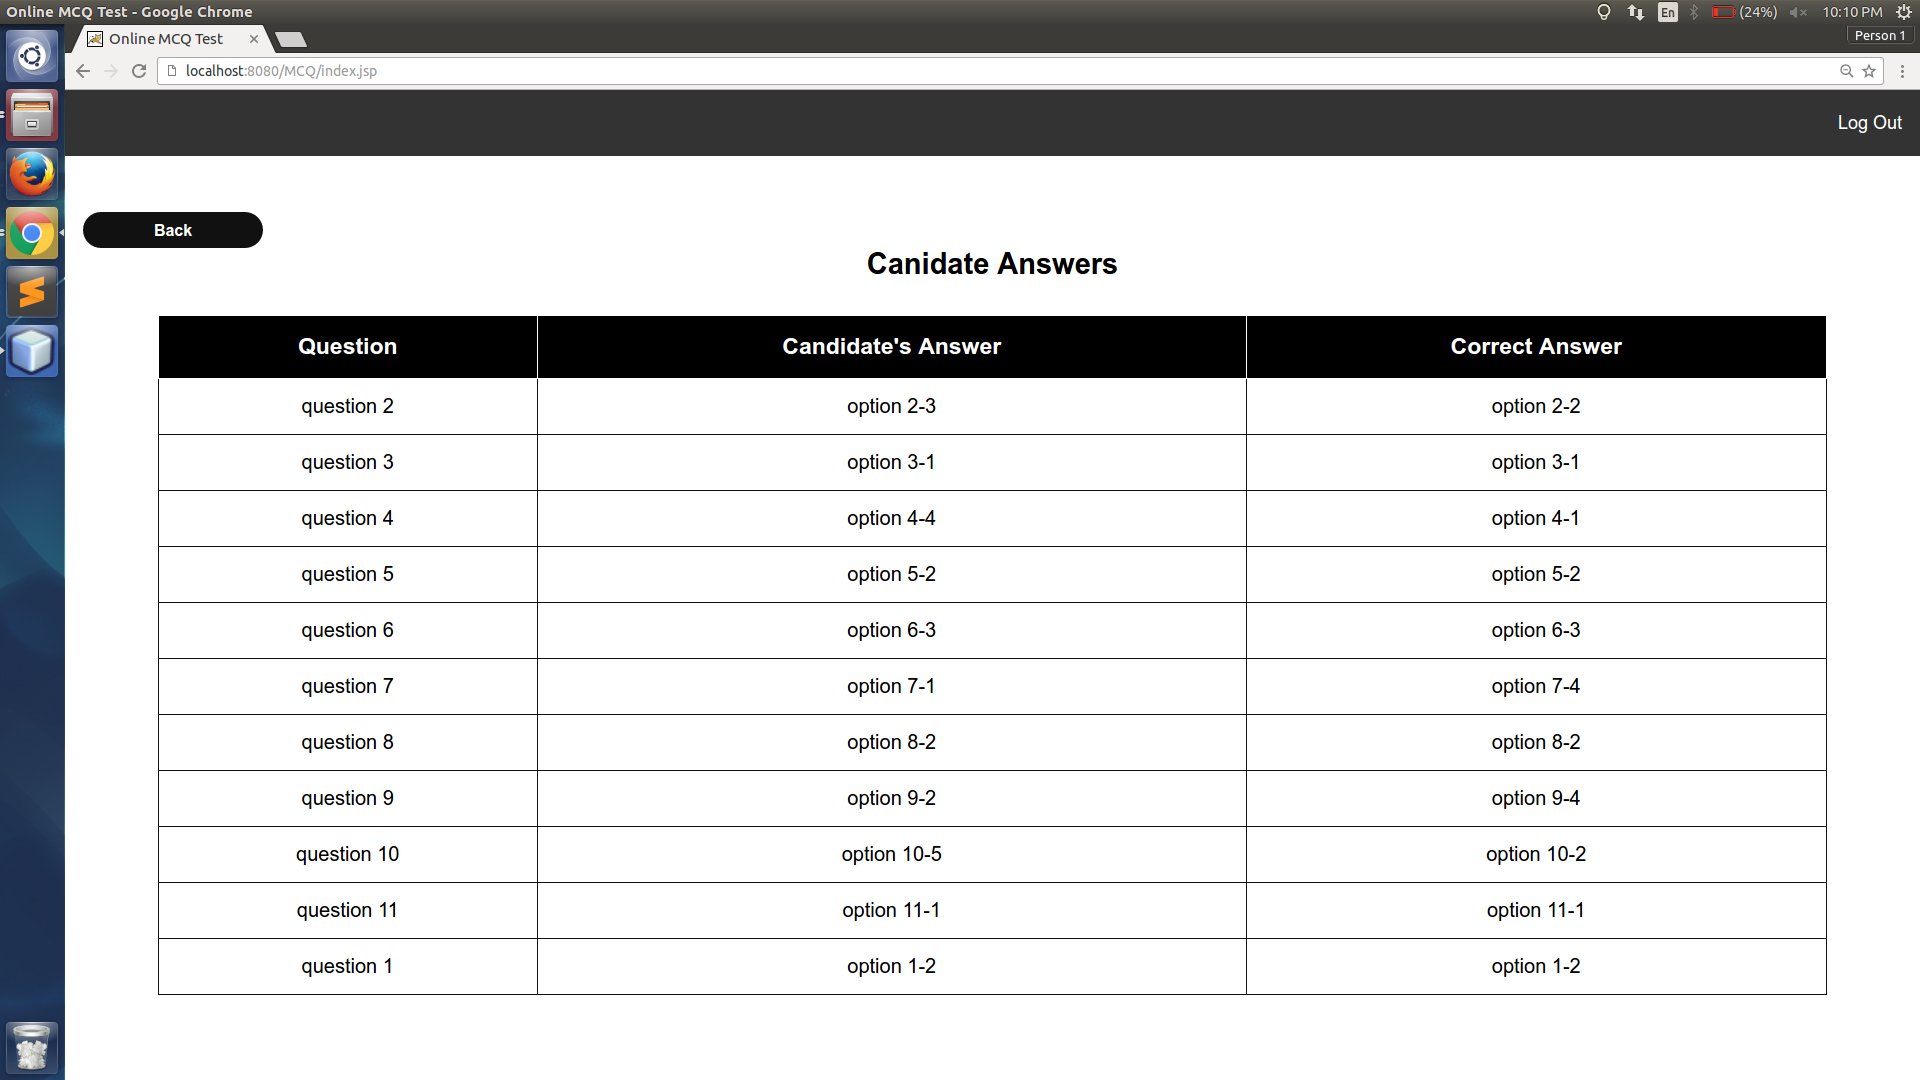 Online MCQ Test - Google Chrome En (24%) 10:10 PM
Online MCQ Test Person 1
localhost:8080/MCQ/index.jsp
Log Out
Back
Canidate Answers
Question Candidate's Answer Correct Answer
question 2 option 2-3 option 2-2
question 3 option 3-1 option 3-1
question 4 option 4-4 option 4-1
question 5 option 5-2 option 5-2
question 6 option 6-3 option 6-3
question 7 option 7-1 option 7-4
question 8 option 8-2 option 8-2
question 9 option 9-2 option 9-4
question 10 option 10-5 option 10-2
question 11 option 11-1 option 11-1
question 1 option 1-2 option 1-2